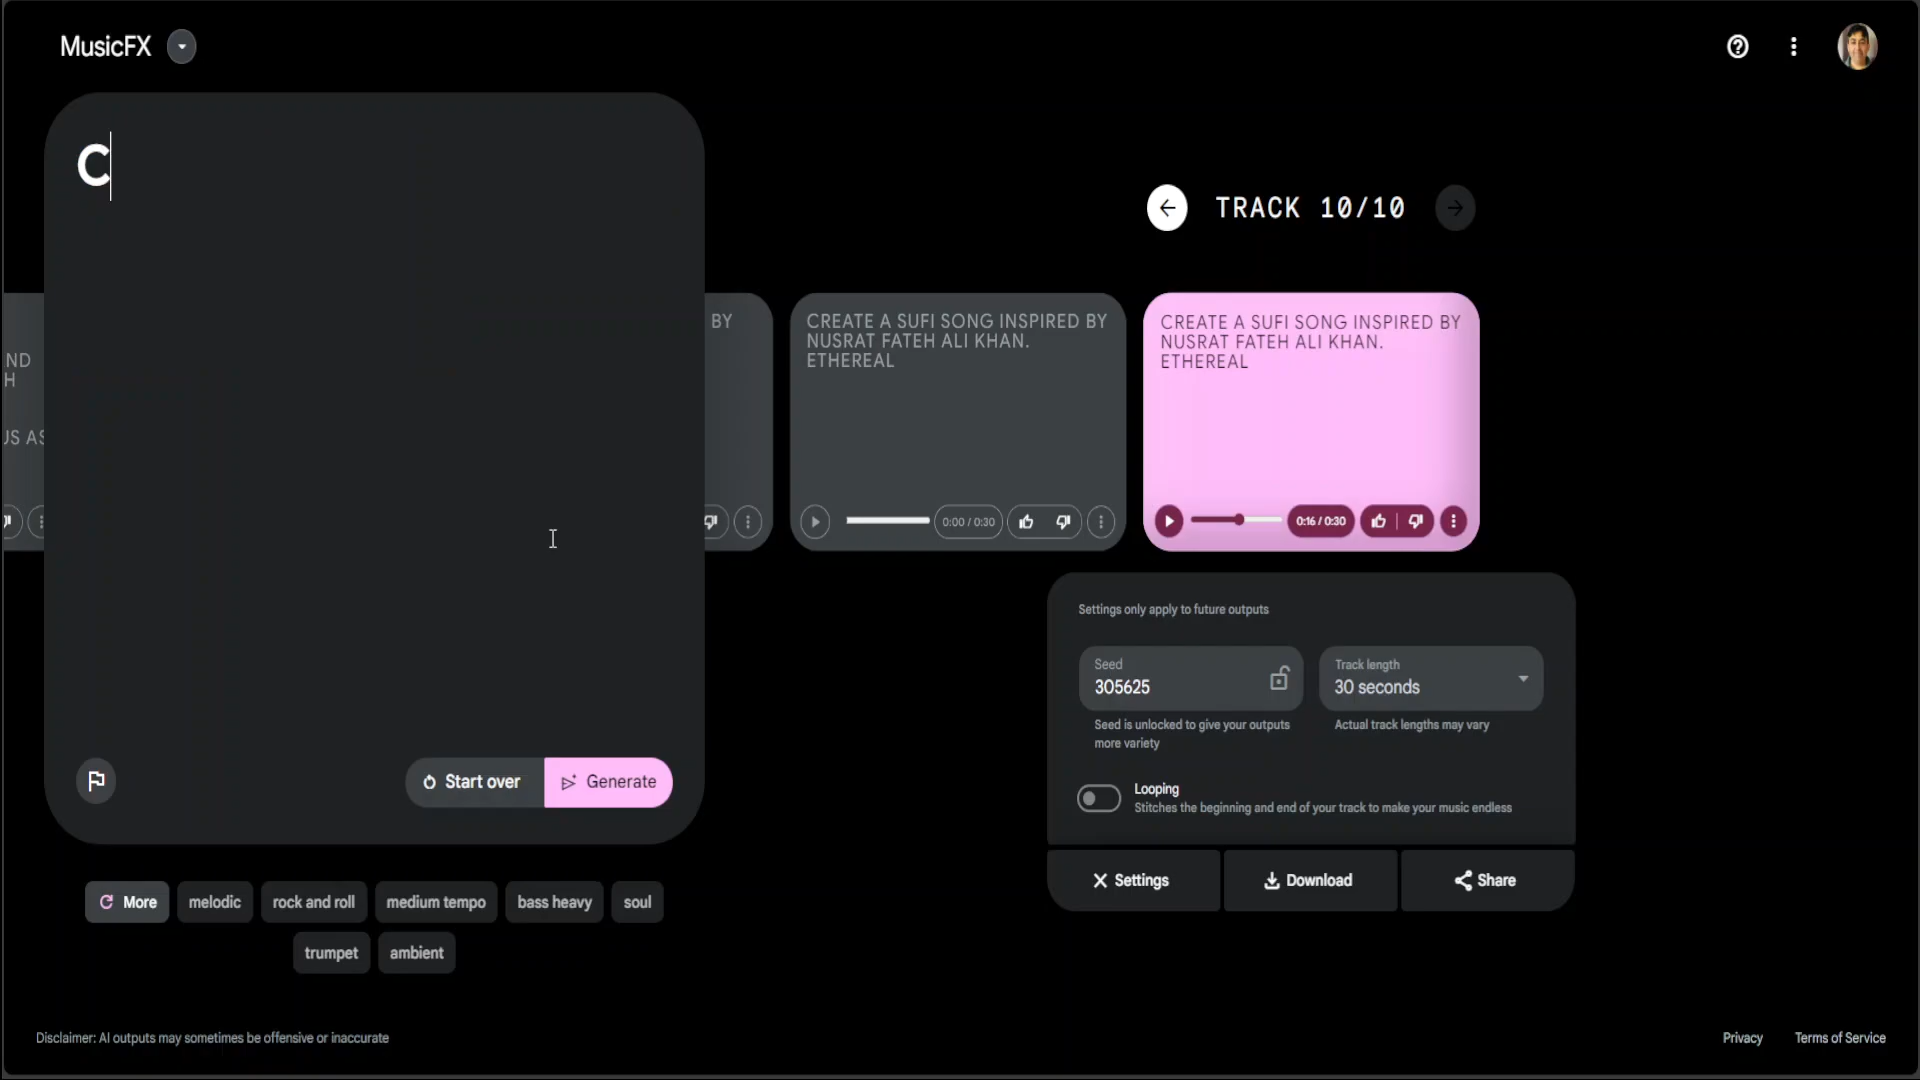 MusicFX
C
TRACK 10/10
ND
H
US AS
BY
CREATE A SUFI SONG INSPIRED BY
NUSRAT FATEH ALI KHAN.
ETHEREAL
0:00 / 0:30
CREATE A SUFI SONG INSPIRED BY
NUSRAT FATEH ALI KHAN.
ETHEREAL
0:16 / 0:30
Settings only apply to future outputs
Seed
305625
Seed is unlocked to give your outputs
more variety
Track length
30 seconds
Actual track lengths may vary
Looping
Stitches the beginning and end of your track to make your music endless
Settings
Download
Share
Start over
Generate
More
melodic
rock and roll
medium tempo
bass heavy
soul
trumpet
ambient
Disclaimer: AI outputs may sometimes be offensive or inaccurate
Privacy
Terms of Service